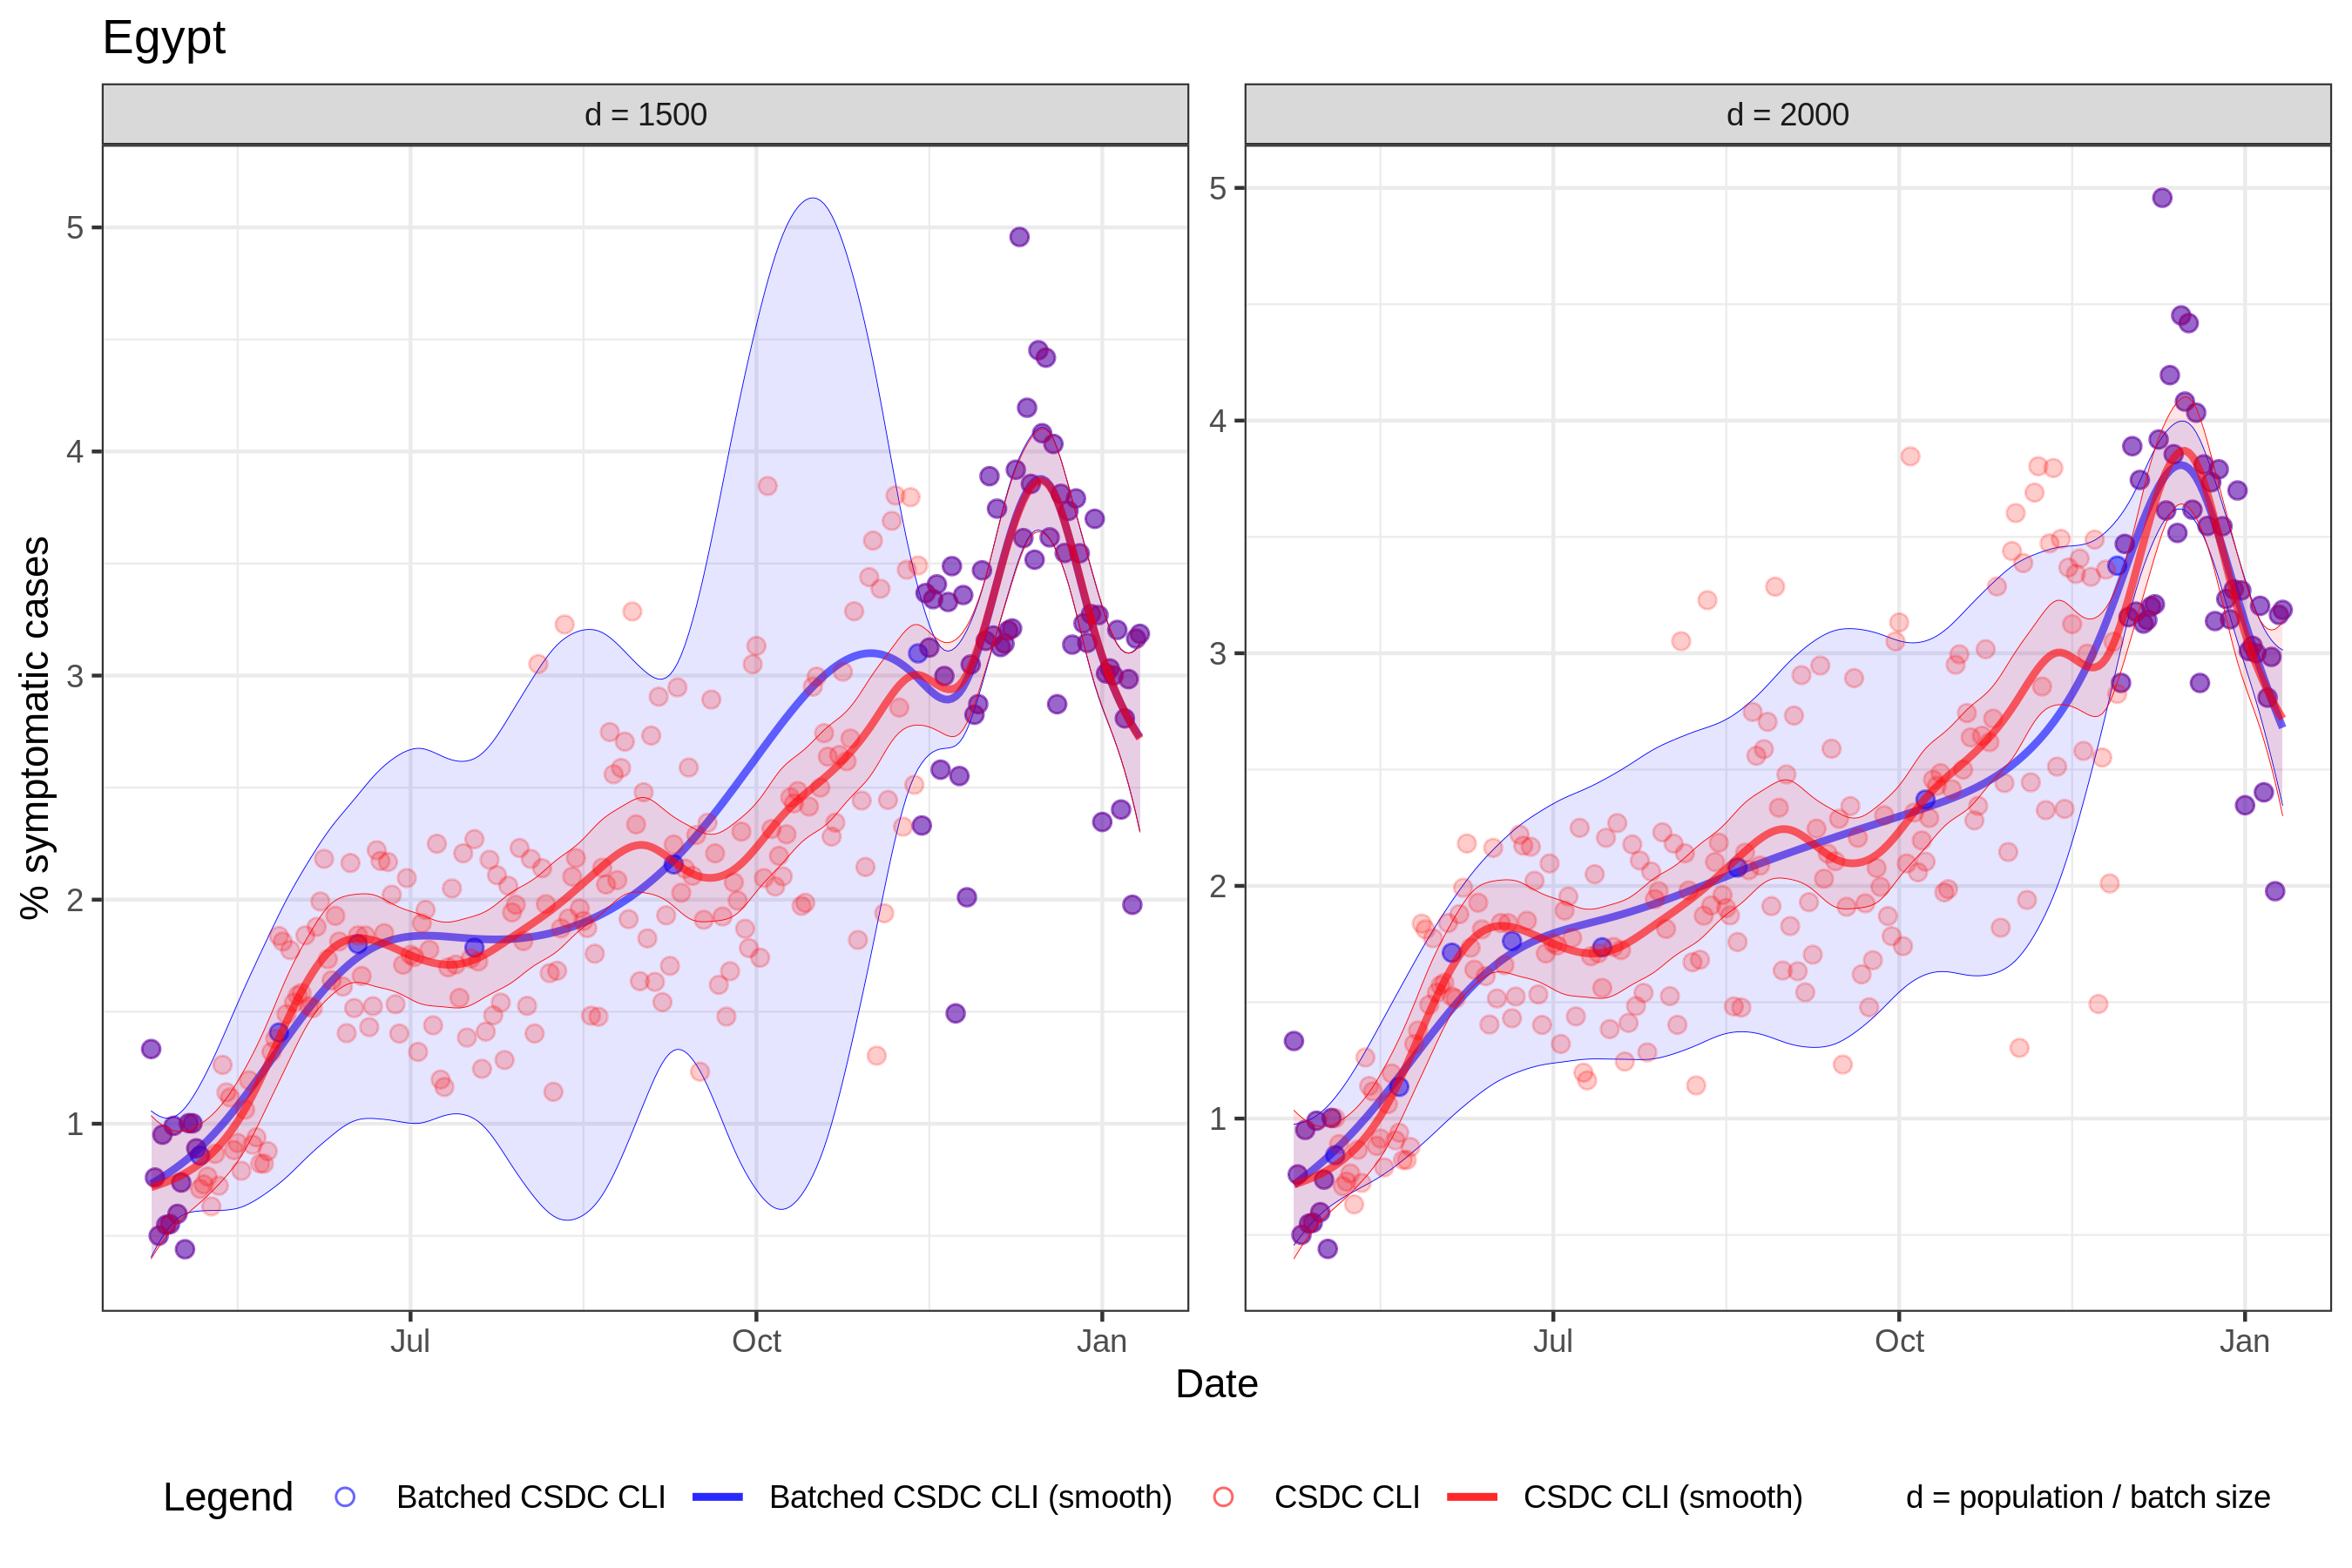 Egypt
d = 1500
d = 2000
% symptomatic cases
5
4
3
2
1
5
4
3
2
1
Jul
Oct
Jan
Jul
Oct
Jan
Date
Legend
Batched CSDC CLI
Batched CSDC CLI (smooth)
CSDC CLI
CSDC CLI (smooth)
d = population / batch size